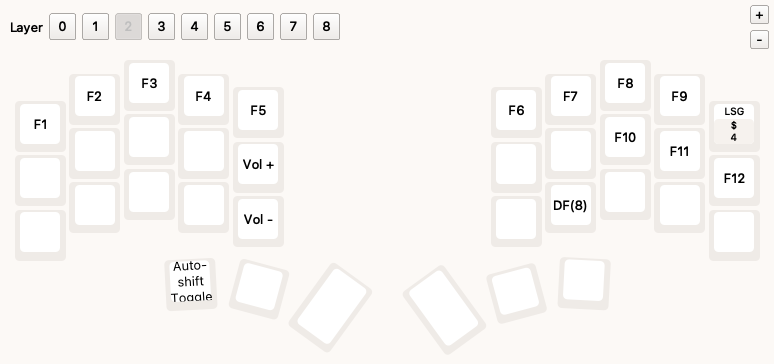 Layer 0 1 2 3 4 5 6 7 8
+
-
F1 F2 F3 F4 F5
F6 F7 F8 F9
LSG
$
4
Vol +
F10 F11 F12
Vol -
DF(8)
Auto-
shift
Toggle